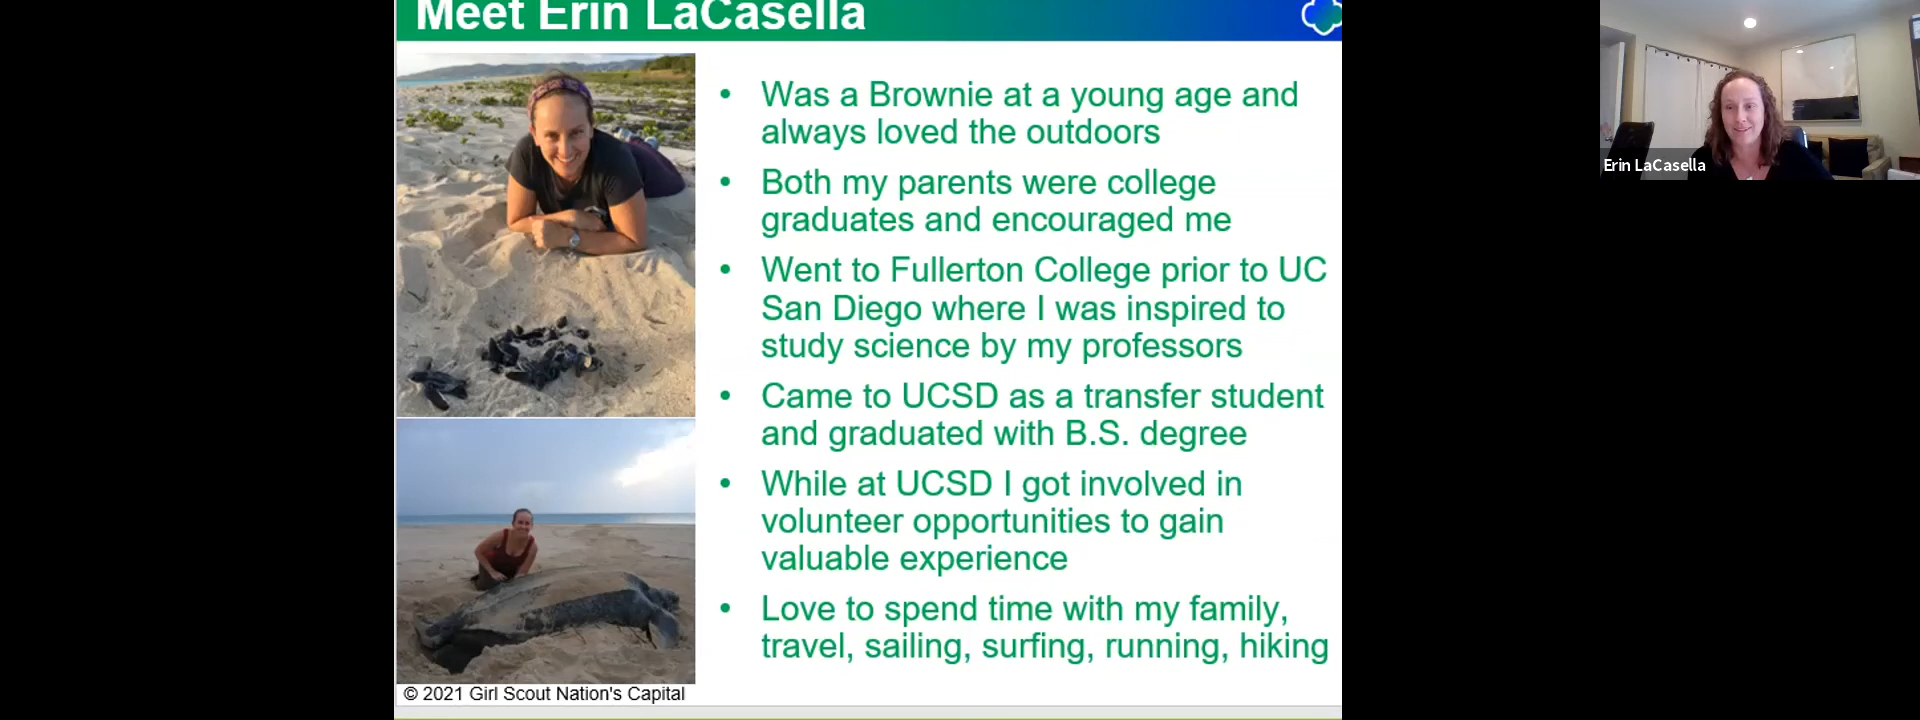 Meet Erin LaCasella
• Was a Brownie at a young age and
always loved the outdoors
• Both my parents were college
graduates and encouraged me
• Went to Fullerton College prior to UC
San Diego where I was inspired to
study science by my professors
• Came to UCSD as a transfer student
and graduated with B.S. degree
• While at UCSD I got involved in
volunteer opportunities to gain
valuable experience
• Love to spend time with my family,
travel, sailing, surfing, running, hiking
© 2021 Girl Scout Nation's Capital
Erin LaCasella